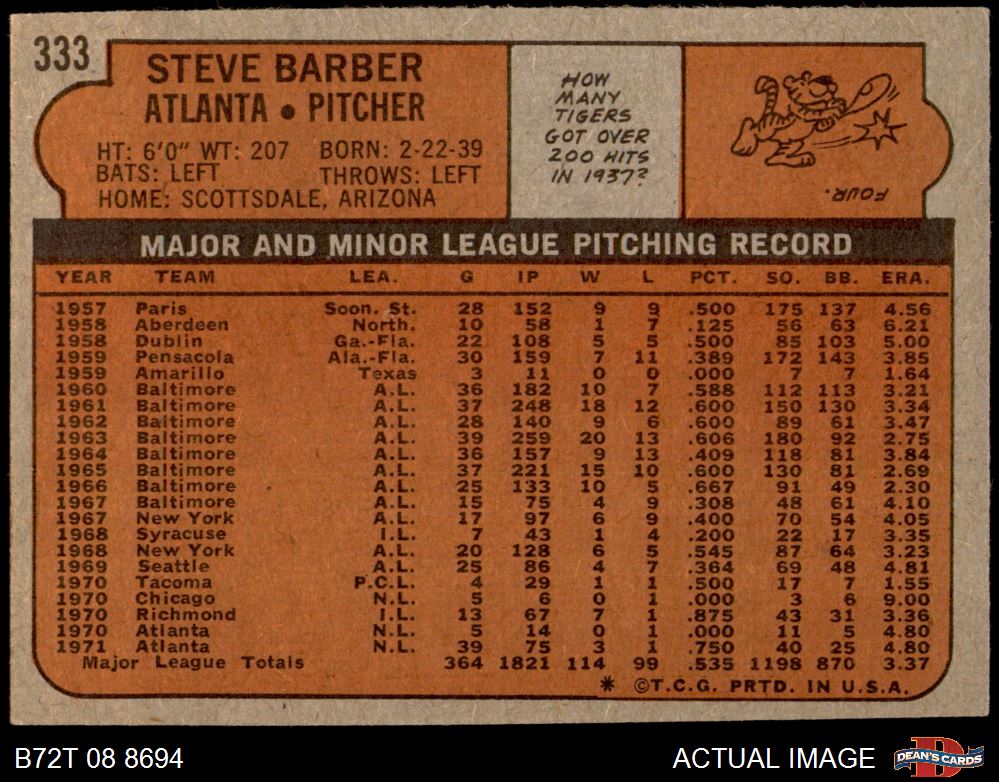 333
STEVE BARBER
ATLANTA • PITCHER
HT: 6'0" WT: 207 BORN: 2-22-39
BATS: LEFT THROWS: LEFT
HOME: SCOTTSDALE, ARIZONA
HOW
MANY
TIGERS
GOT OVER
200 HITS
IN 1937?
FOUR.
MAJOR AND MINOR LEAGUE PITCHING RECORD
YEAR TEAM LEA. G IP W L PCT. SO. BB. ERA.
1957 Paris Soon. St. 28 152 9 9 .500 175 137 4.56
1958 Aberdeen North. 10 58 1 7 .125 56 63 6.21
1958 Dublin Ga.-Fla. 22 108 5 5 .500 85 103 5.00
1959 Pensacola Ala.-Fla. 30 159 7 11 .389 172 143 3.85
1959 Amarillo Texas 3 11 0 0 .000 7 7 1.64
1960 Baltimore A.L. 36 182 10 7 .588 112 113 3.21
1961 Baltimore A.L. 37 248 18 12 .600 150 130 3.34
1962 Baltimore A.L. 28 140 9 6 .600 89 61 3.47
1963 Baltimore A.L. 39 259 20 13 .606 180 92 2.75
1964 Baltimore A.L. 36 157 9 13 .409 118 81 3.84
1965 Baltimore A.L. 37 221 15 10 .600 130 81 2.69
1966 Baltimore A.L. 25 133 10 5 .667 91 49 2.30
1967 Baltimore A.L. 15 75 4 9 .308 48 61 4.10
1967 New York A.L. 17 97 6 9 .400 70 54 4.05
1968 Syracuse I.L. 7 43 1 4 .200 22 17 3.35
1968 New York A.L. 20 128 6 5 .545 87 64 3.23
1969 Seattle A.L. 25 86 4 7 .364 69 48 4.81
1970 Tacoma P.C.L. 4 29 1 1 .500 17 7 1.55
1970 Chicago N.L. 5 6 0 1 .000 3 6 9.00
1970 Richmond I.L. 13 67 7 1 .875 43 31 3.36
1970 Atlanta N.L. 5 14 0 1 .000 11 5 4.80
1971 Atlanta N.L. 39 75 3 1 .750 40 25 4.80
Major League Totals 364 1821 114 99 .535 1198 870 3.37
* ©T.C.G. PRTD. IN U.S.A.
B72T 08 8694 ACTUAL IMAGE D DEAN'S CARDS